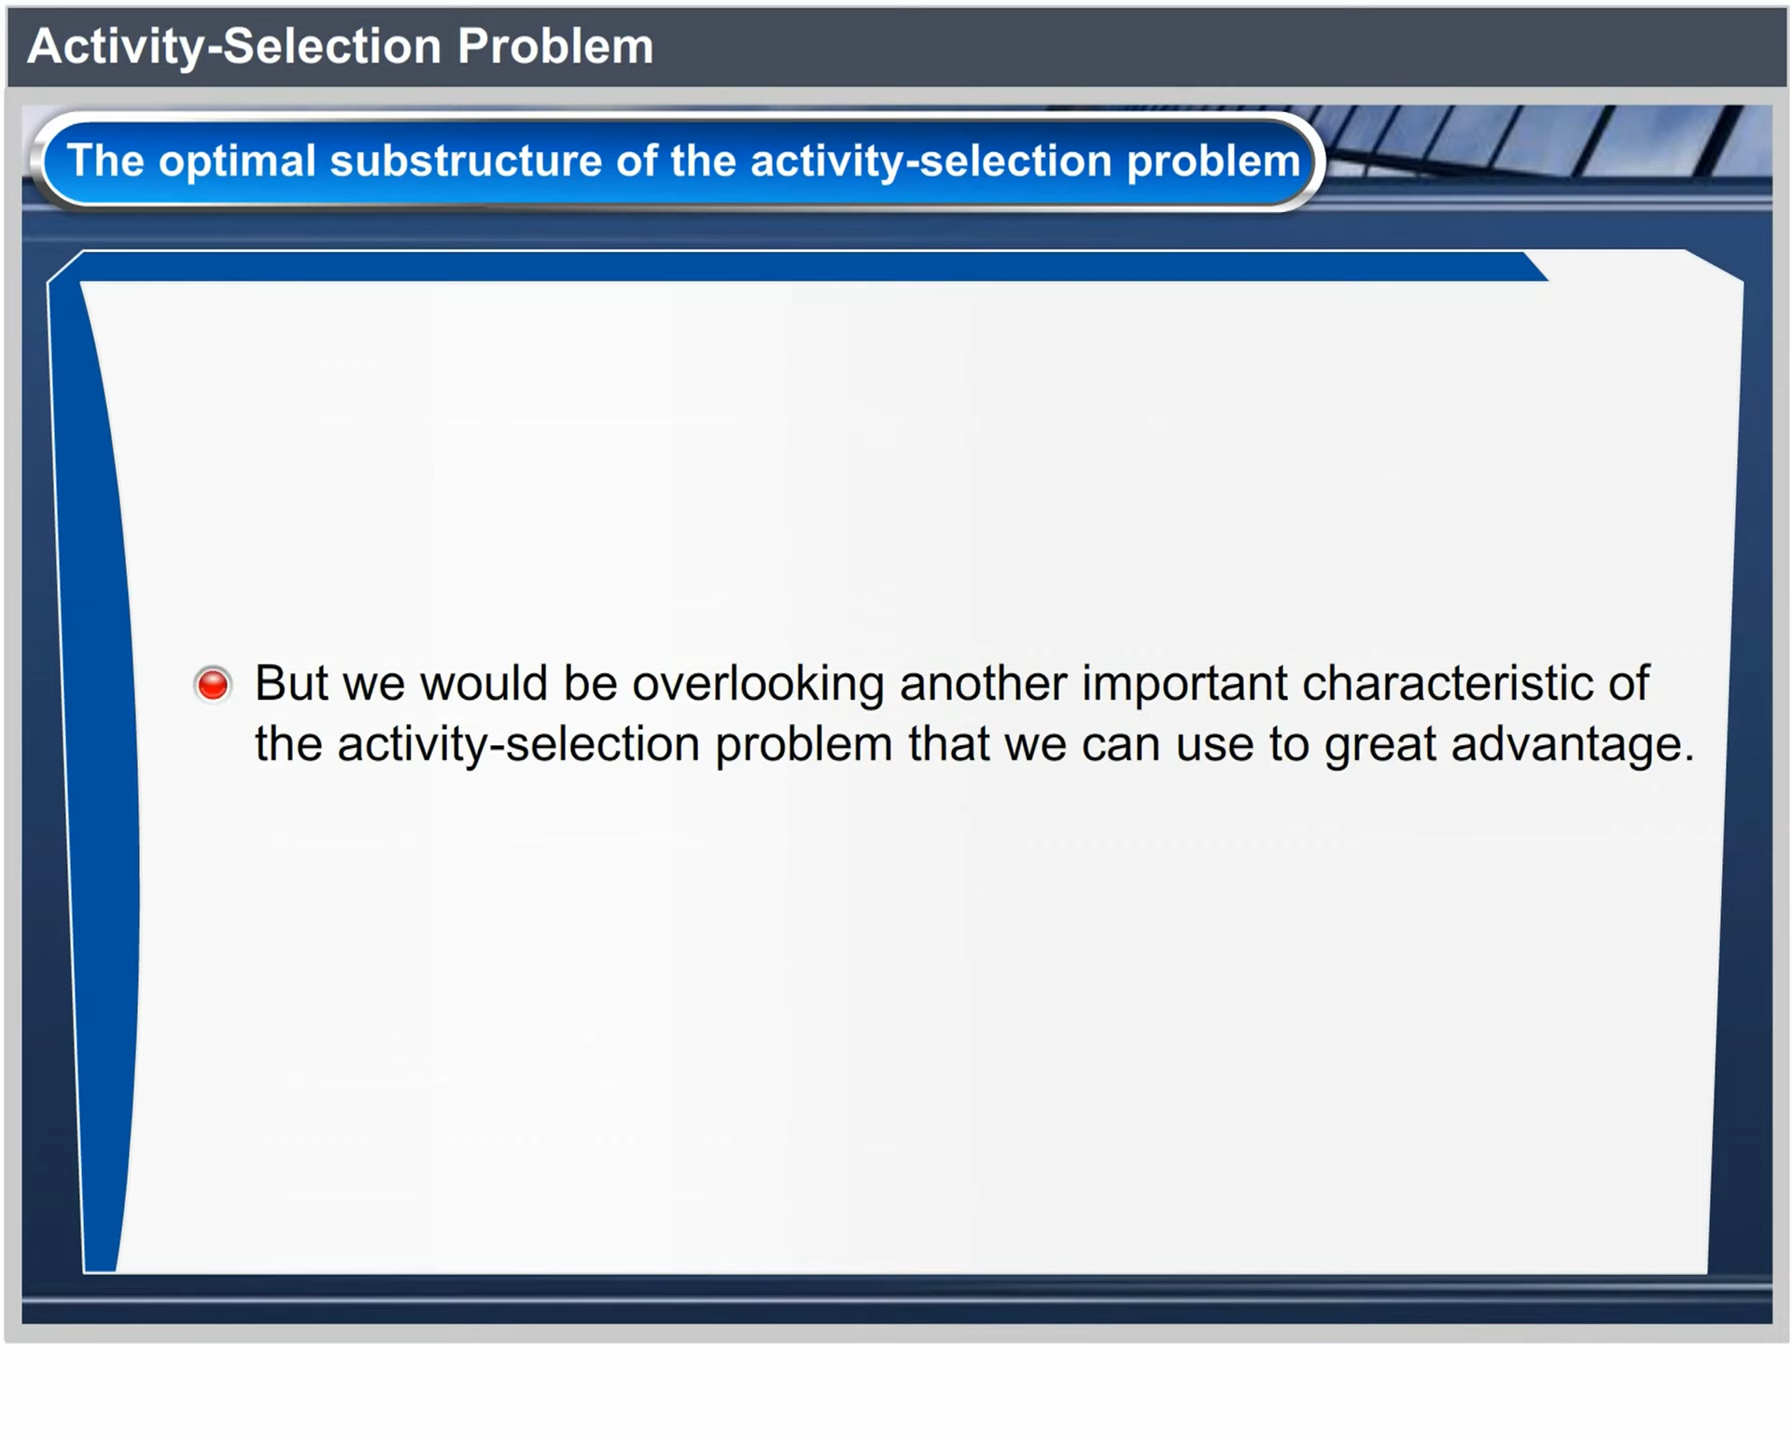 Activity-Selection Problem
The optimal substructure of the activity-selection problem
But we would be overlooking another important characteristic of
the activity-selection problem that we can use to great advantage.